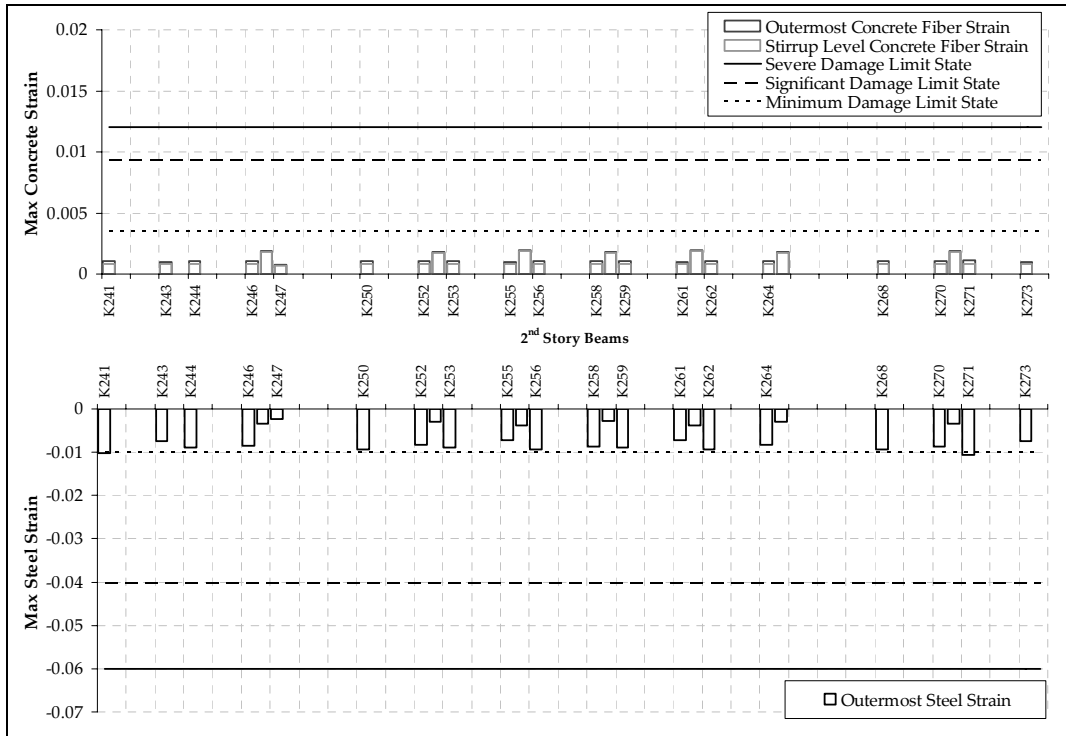 0.02
0.015
0.01
0.005
0
Max Concrete Strain
Outermost Concrete Fiber Strain
Stirrup Level Concrete Fiber Strain
Severe Damage Limit State
Significant Damage Limit State
Minimum Damage Limit State
K241
K243
K244
K246
K247
K250
K252
K253
K255
K256
K258
K259
K261
K262
K264
K268
K270
K271
K273
2nd Story Beams
K241
K243
K244
K246
K247
K250
K252
K253
K255
K256
K258
K259
K261
K262
K264
K268
K270
K271
K273
0
-0.01
-0.02
-0.03
-0.04
-0.05
-0.06
-0.07
Max Steel Strain
Outermost Steel Strain